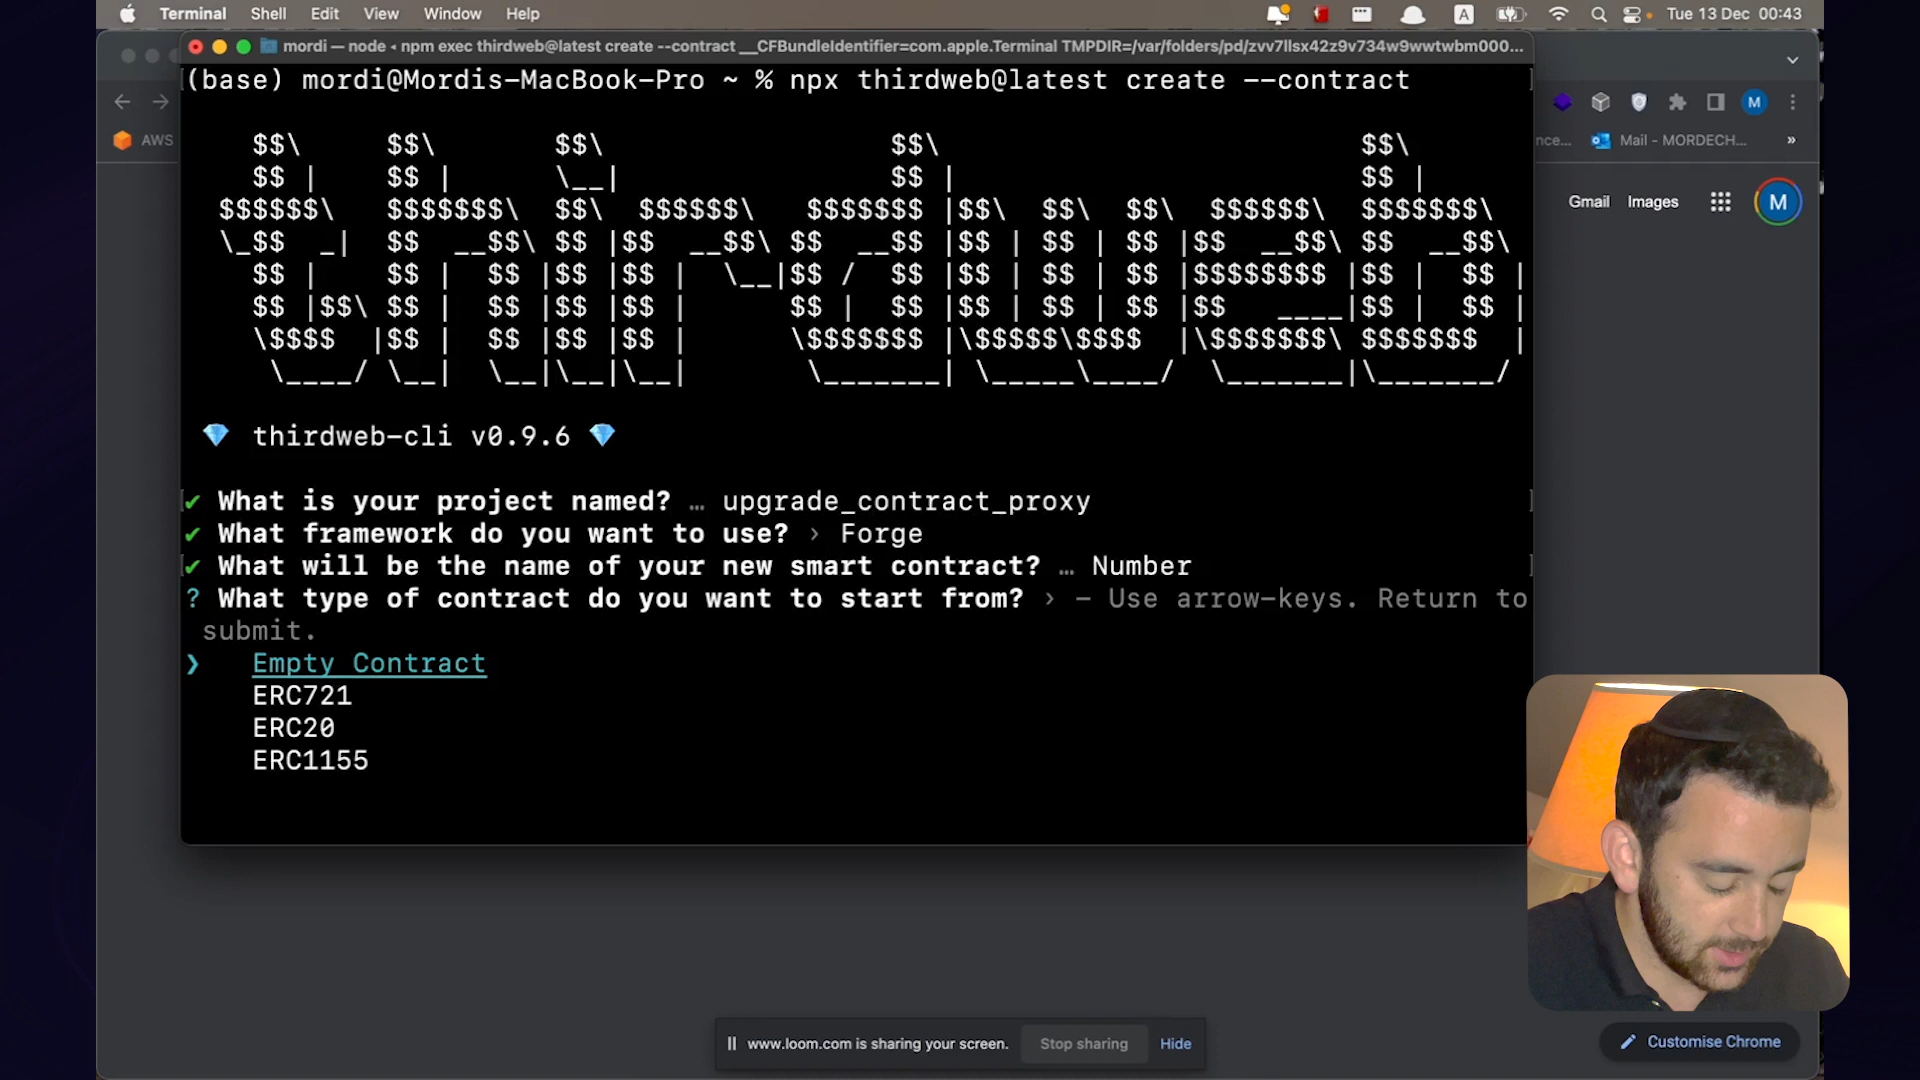 Terminal Shell Edit View Window Help A Tue 13 Dec 00:43
mordi — node ◂ npm exec thirdweb@latest create --contract __CFBundleIdentifier=com.apple.Terminal TMPDIR=/var/folders/pd/zvv7llsx42z9v734w9wwtwbm000...
(base) mordi@Mordis-MacBook-Pro ~ % npx thirdweb@latest create --contract
M
AWS
nce... Mail - MORDECH... »
thirdweb
Gmail Images M
thirdweb-cli v0.9.6
✔ What is your project named? … upgrade_contract_proxy
✔ What framework do you want to use? › Forge
✔ What will be the name of your new smart contract? … Number
? What type of contract do you want to start from? › – Use arrow-keys. Return to
submit.
❯ Empty Contract
ERC721
ERC20
ERC1155
www.loom.com is sharing your screen. Stop sharing Hide
Customise Chrome